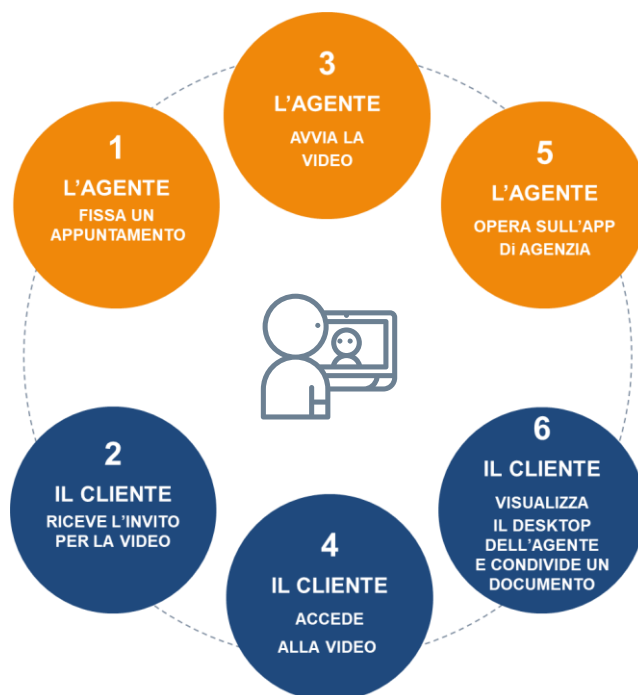 1
L'AGENTE
FISSA UN
APPUNTAMENTO
3
L'AGENTE
AVVIA LA
VIDEO
5
L'AGENTE
OPERA SULL'APP
Di AGENZIA
2
IL CLIENTE
RICEVE L'INVITO
PER LA VIDEO
4
IL CLIENTE
ACCEDE
ALLA VIDEO
6
IL CLIENTE
VISUALIZZA
IL DESKTOP
DELL'AGENTE
E CONDIVIDE UN
DOCUMENTO